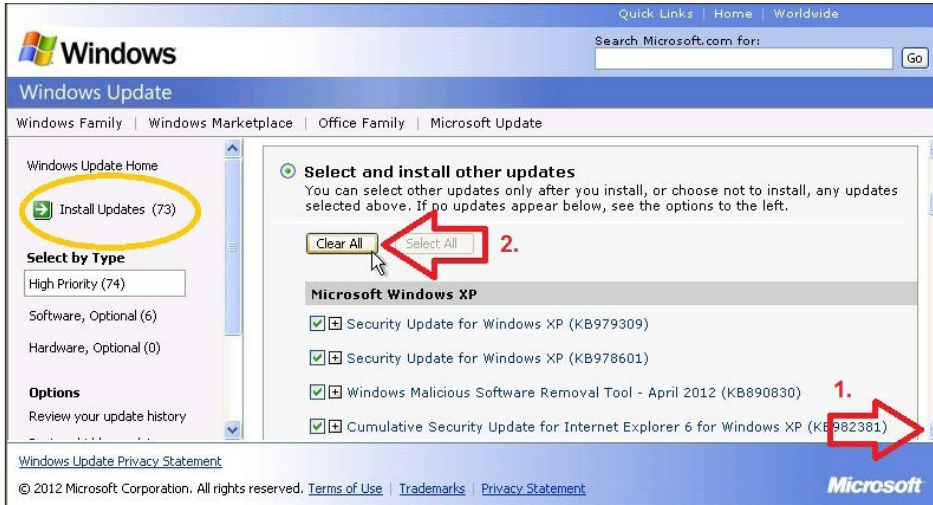 Quick Links | Home | Worldwide
Windows
Search Microsoft.com for:
Go
Windows Update
Windows Family | Windows Marketplace | Office Family | Microsoft Update
Windows Update Home
Install Updates (73)
Select by Type
High Priority (74)
Software, Optional (6)
Hardware, Optional (0)
Options
Review your update history
Select and install other updates
You can select other updates only after you install, or choose not to install, any updates
selected above. If no updates appear below, see the options to the left.
Clear All
Select All
2.
Microsoft Windows XP
Security Update for Windows XP (KB979309)
Security Update for Windows XP (KB978601)
Windows Malicious Software Removal Tool - April 2012 (KB890830)
1.
Cumulative Security Update for Internet Explorer 6 for Windows XP (KB982381)
Windows Update Privacy Statement
© 2012 Microsoft Corporation. All rights reserved. Terms of Use | Trademarks | Privacy Statement
Microsoft